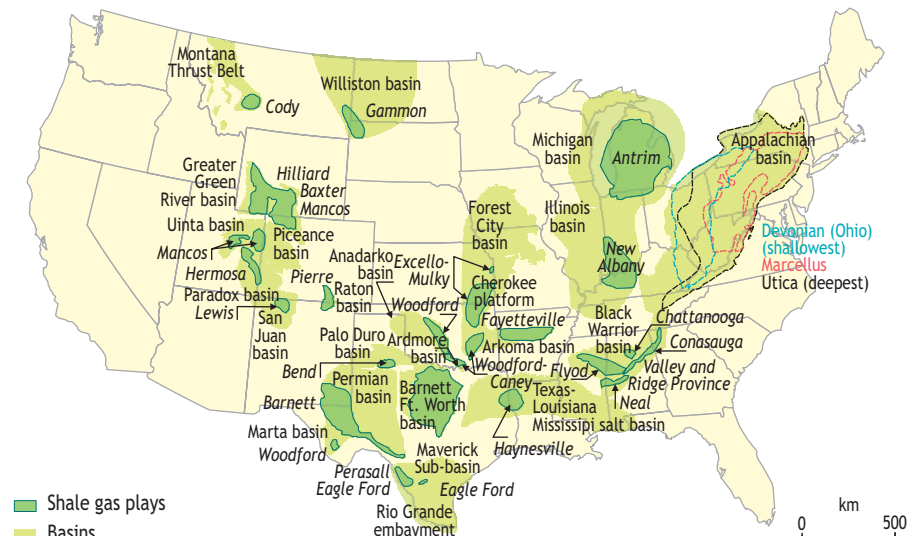 Montana
Thrust Belt
Cody
Williston basin
Gammon
Michigan
basin
Antrim
Appalachian
basin
Greater
Green
River basin
Hilliard
Baxter
Mancos
Uinta basin
Mancos
Piceance
basin
Hermosa
Paradox basin
Lewis
San
Juan
basin
Pierre
Raton
basin
Anadarko
basin
Forest
City
basin
Excello-
Mulky
Cherokee
platform
Illinois
basin
New
Albany
Devonian (Ohio)
(shallowest)
Marcellus
Utica (deepest)
Woodford
Fayetteville
Palo Duro
basin
Ardmore
basin
Arkoma basin
Woodford-
Caney
Black
Warrior
basin
Chattanooga
Conasauga
Flyod
Valley and
Ridge Province
Neal
Bend
Permian
basin
Barnett
Barnett
Ft. Worth
basin
Texas-
Louisiana
Mississipi salt basin
Haynesville
Marta basin
Woodford
Maverick
Sub-basin
Perasall
Eagle Ford
Eagle Ford
Rio Grande
embayment
Shale gas plays
Basins
km
0 500